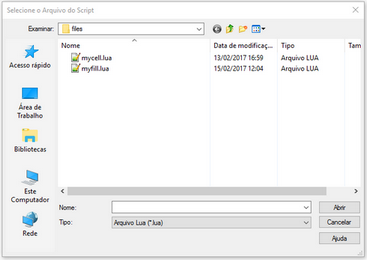 Selecione o Arquivo do Script
Examinar: files
Nome Data de modificaç... Tipo Tam
mycell.lua 13/02/2017 16:59 Arquivo LUA
myfill.lua 15/02/2017 12:04 Arquivo LUA
Acesso rápido
Área de
Trabalho
Bibliotecas
Este
Computador
Rede
Nome: Abrir
Tipo: Arquivo Lua (*.lua) Cancelar
Ajuda